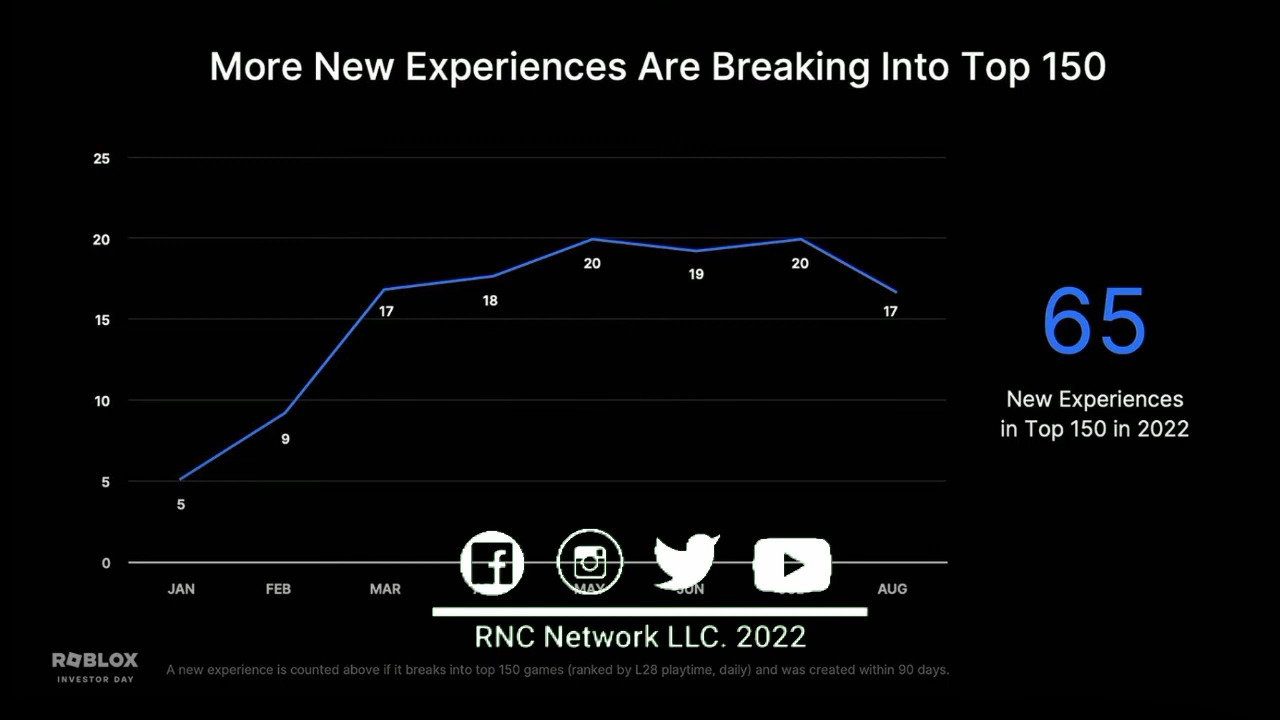 More New Experiences Are Breaking Into Top 150
25
20
15
10
5
0
5
9
17
18
20
19
20
17
JAN
FEB
MAR
MAY
JUN
AUG
65
New Experiences
in Top 150 in 2022
RNC Network LLC. 2022
ROBLOX
INVESTOR DAY
A new experience is counted above if it breaks into top 150 games (ranked by L28 playtime, daily) and was created within 90 days.